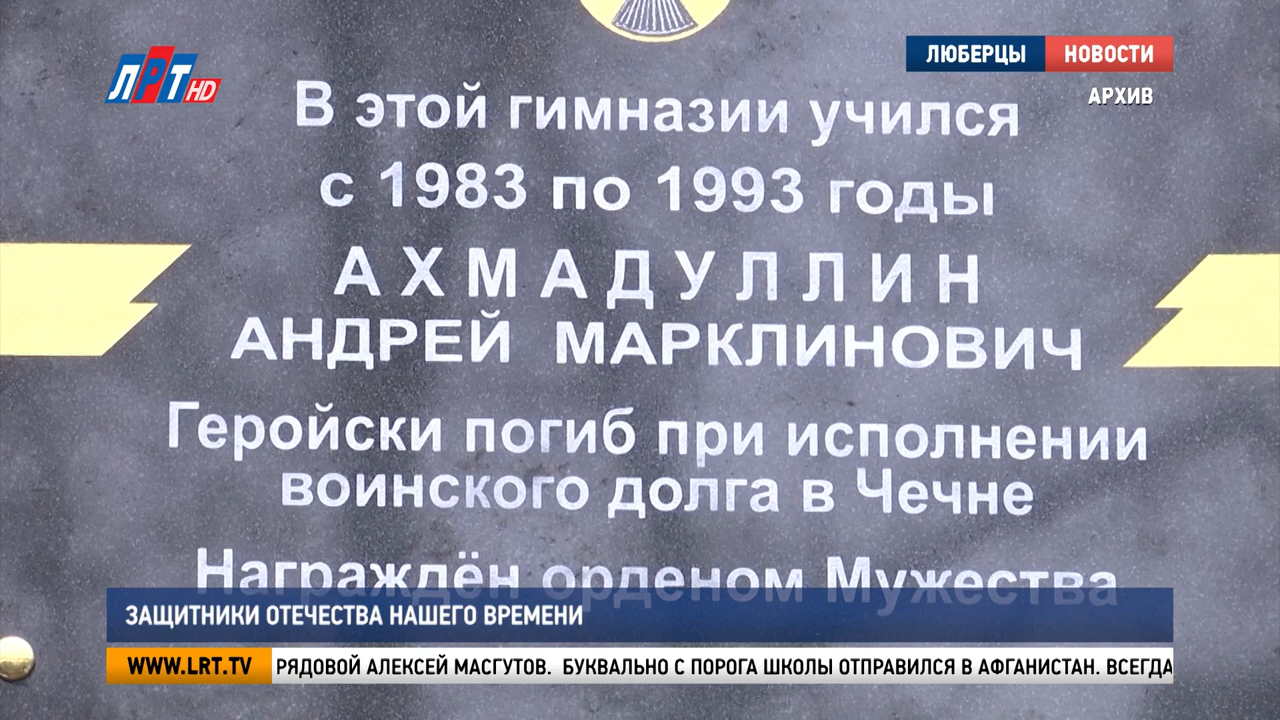 ЛРТ HD
ЛЮБЕРЦЫ НОВОСТИ
АРХИВ
В этой гимназии учился
с 1983 по 1993 годы
АХМАДУЛЛИН
АНДРЕЙ МАРКЛИНОВИЧ
Геройски погиб при исполнении
воинского долга в Чечне
Награждён орденом Мужества
ЗАЩИТНИКИ ОТЕЧЕСТВА НАШЕГО ВРЕМЕНИ
WWW.LRT.TV РЯДОВОЙ АЛЕКСЕЙ МАСГУТОВ. БУКВАЛЬНО С ПОРОГА ШКОЛЫ ОТПРАВИЛСЯ В АФГАНИСТАН. ВСЕГДА